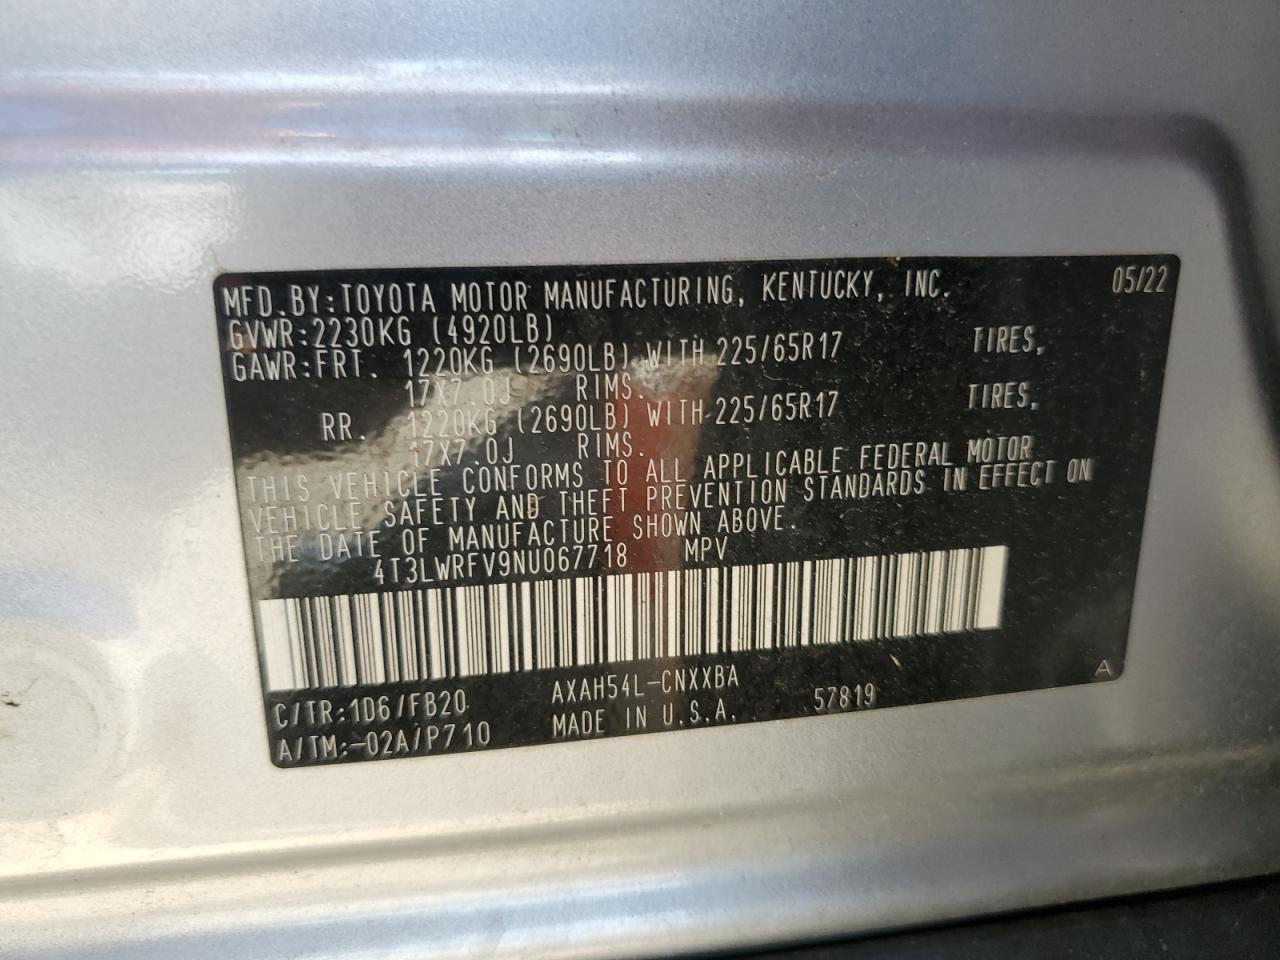 MFD.BY:TOYOTA MOTOR MANUFACTURING, KENTUCKY, INC. 05/22
GVWR:2230KG (4920LB)
GAWR:FRT. 1220KG (2690LB) WITH 225/65R17 TIRES,
17X7.0J RIMS.
RR. 1220KG (2690LB) WITH 225/65R17 TIRES,
17X7.0J RIMS.
THIS VEHICLE CONFORMS TO ALL APPLICABLE FEDERAL MOTOR
VEHICLE SAFETY AND THEFT PREVENTION STANDARDS IN EFFECT ON
THE DATE OF MANUFACTURE SHOWN ABOVE.
4T3LWRFV9NU067718 MPV
C/TR:1D6/FB20 AXAH54L-CNXXBA A
A/TM:-02A/P710 MADE IN U.S.A. 57819